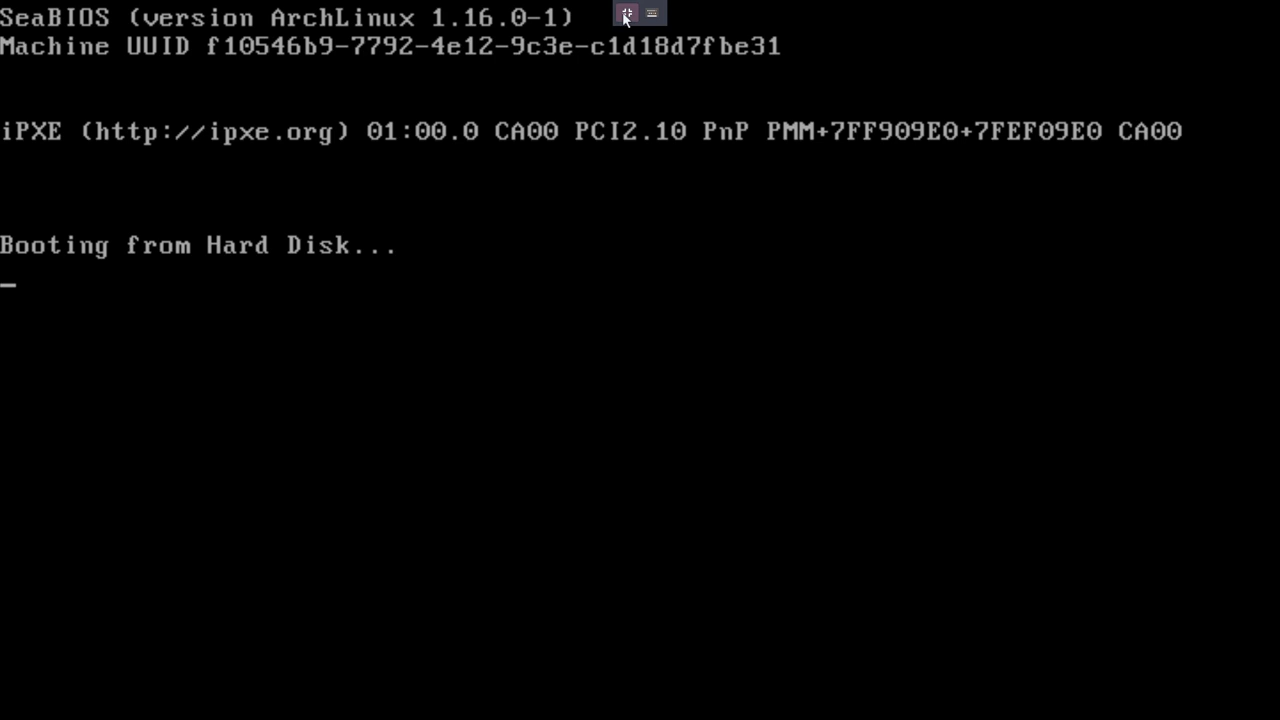 SeaBIOS (version ArchLinux 1.16.0-1)
Machine UUID f10546b9-7792-4e12-9c3e-c1d18d7fbe31
iPXE (http://ipxe.org) 01:00.0 CA00 PCI2.10 PnP PMM+7FF909E0+7FEF09E0 CA00
Booting from Hard Disk...